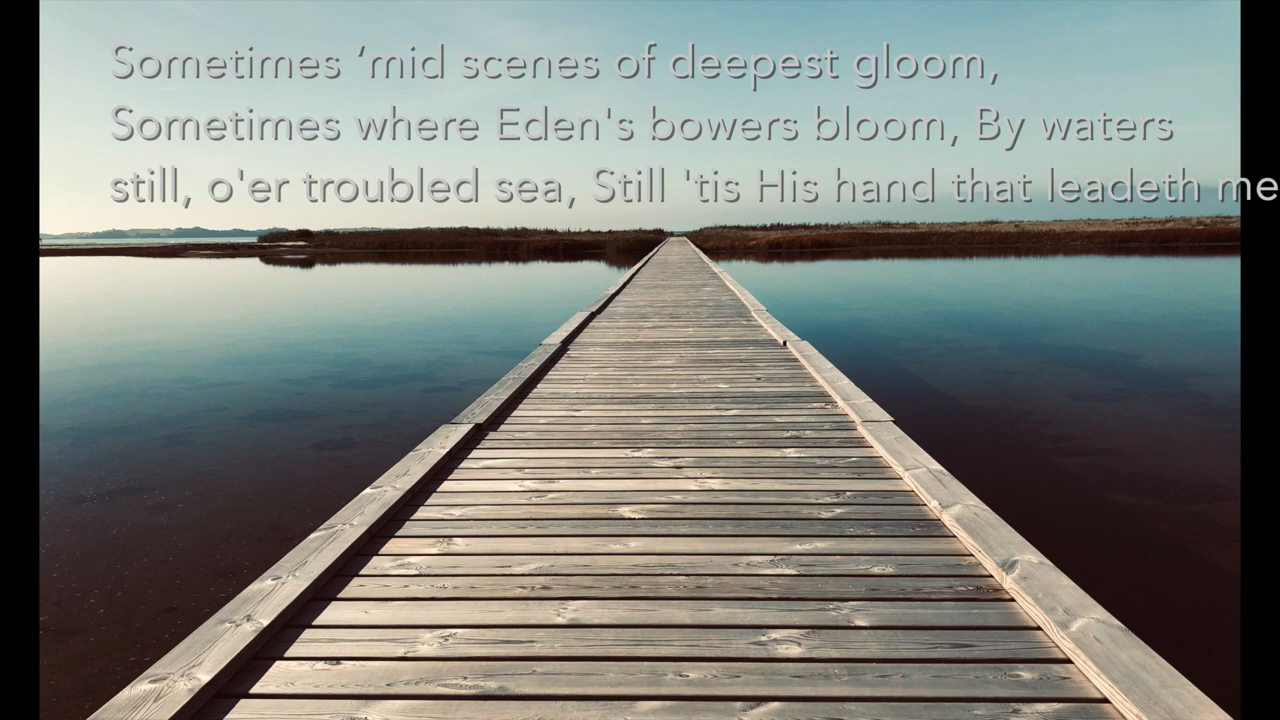 Sometimes ‘mid scenes of deepest gloom,
Sometimes where Eden's bowers bloom, By waters
still, o'er troubled sea, Still 'tis His hand that leadeth me